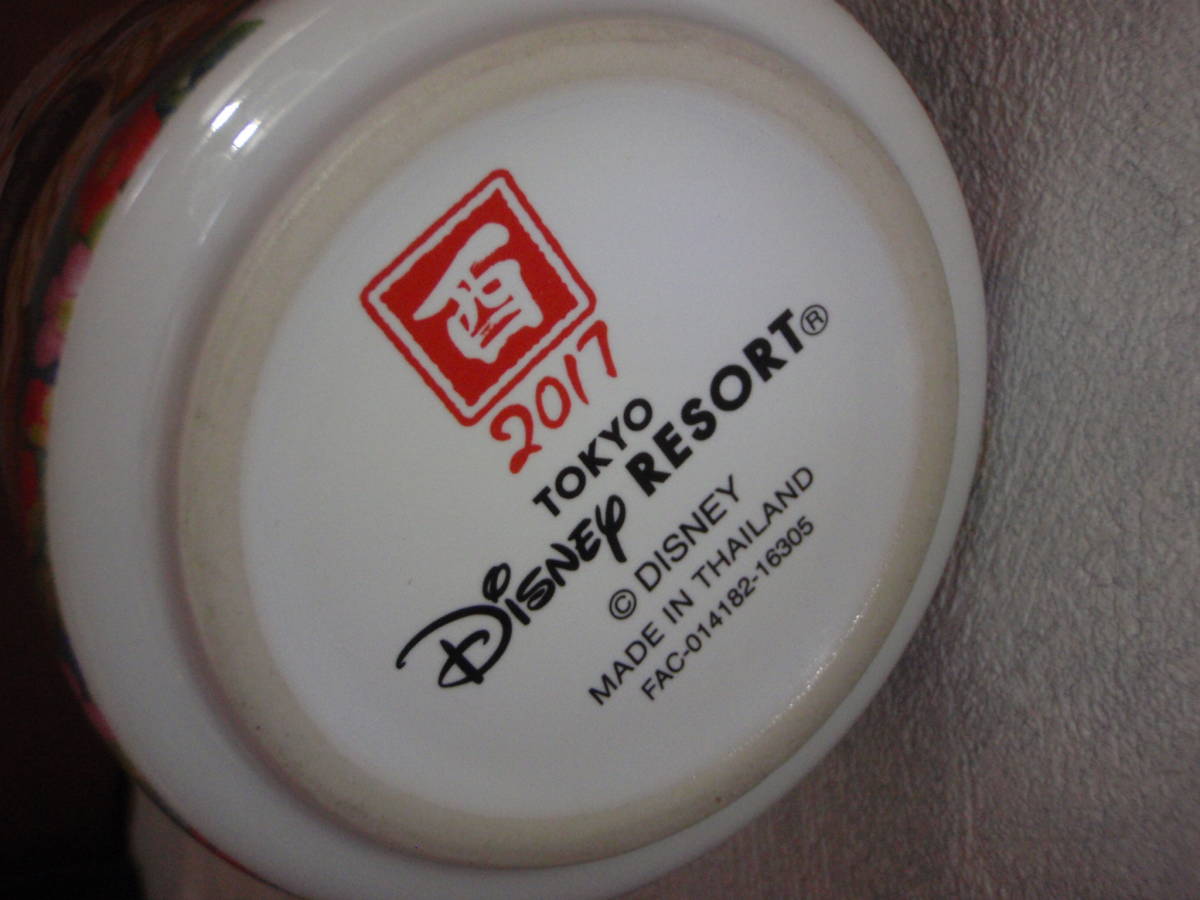 酉
2017
TOKYO
Disney RESORT®
© DISNEY
MADE IN THAILAND
FAC-014182-16305